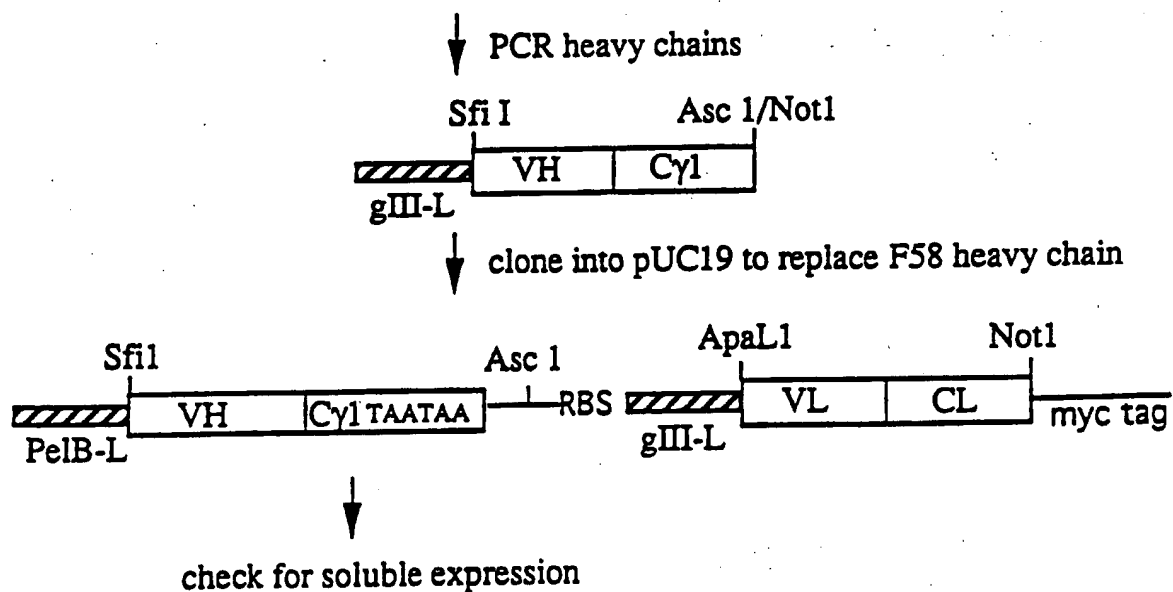 PCR heavy chains
Sfi I Asc 1/Not1
VH Cγ1
gIII-L
clone into pUC19 to replace F58 heavy chain
ApaL1 Not1
Sfi1 Asc 1
VH Cγ1 TAATAA RBS VL CL myc tag
PelB-L gIII-L
check for soluble expression